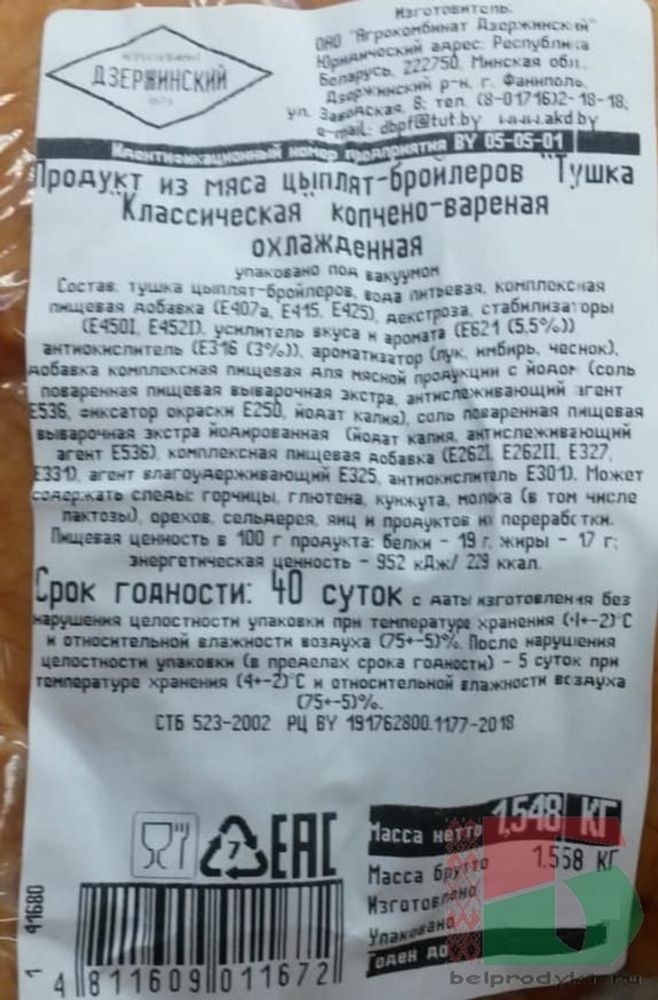 Изготовитель:
ОАО "Агрокомбинат Дзержинский"
Юридический адрес: Республика
Беларусь, 222750, Минская обл.,
Дзержинский р-н, г. Фаниполь,
ул. Заводская, 8; тел. (8-01716)2-18-18;
e-mail: dbpf@tut.by www.akd.by
ДЗЕРЖИНСКИЙ
Идентификационный номер предприятия BY 05-05-01
Продукт из мяса цыплят-бройлеров "Тушка
"Классическая" копчено-вареная
охлажденная
упаковано под вакуумом
Состав: тушка цыплят-бройлеров, вода питьевая, комплексная
пищевая добавка (Е407а, Е415, Е425), декстроза, стабилизаторы
(Е450I, Е452I), усилитель вкуса и аромата (Е621 (5.5%))
антиокислитель (Е316 (3%)), ароматизатор (лук, имбирь, чеснок),
добавка комплексная пищевая для мясной продукции с йодом (соль
поваренная пищевая выварочная экстра, антислеживающий агент
Е536, фиксатор окраски Е250, йодат калия), соль поваренная пищевая
выварочная экстра йодированная (йодат калия, антислеживающий
агент Е536), комплексная пищевая добавка (Е262I, Е262II, Е327,
Е331), агент влагоудерживающий Е325, антиокислитель Е301). Может
содержать следы: горчицы, глютена, кунжута, молока (в том числе
лактозы), орехов, сельдерея, яиц и продуктов их переработки.
Пищевая ценность в 100 г продукта: белки - 19 г; жиры - 17 г;
энергетическая ценность - 952 кДж/ 229 ккал.
Срок годности: 40 суток с даты изготовления без
нарушения целостности упаковки при температуре хранения (4+-2)°С
и относительной влажности воздуха (75+-5)%. После нарушения
целостности упаковки (в пределах срока годности) - 5 суток при
температуре хранения (4+-2)°С и относительной влажности воздуха
(75+-5)%.
СТБ 523-2002 РЦ BY 191762800.1177-2018
7 EAC
Масса нетто 1,548 КГ
Масса брутто 1.558 КГ
Изготовлено
Упаковано
Годен до
1 41680
4 811609 011672
belprodykt.ru